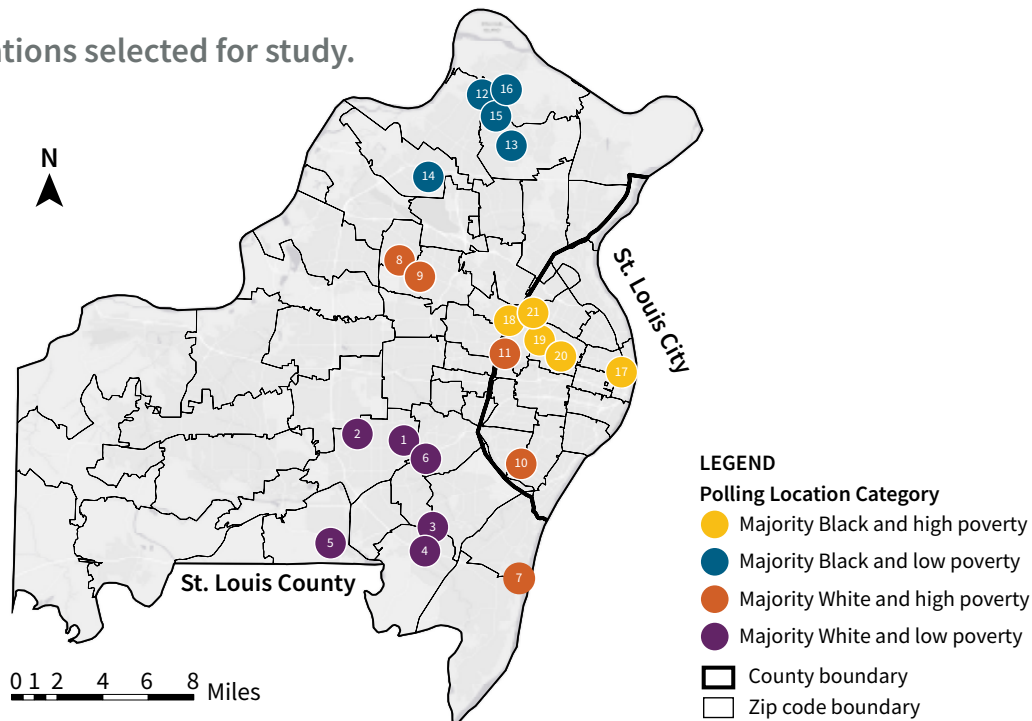 ations selected for study.
N
12
16
15
13
14
8
9
21
18
19
11
20
17
2
1
6
10
3
5
4
7
St. Louis City
St. Louis County
0 1 2 4 6 8 Miles
LEGEND
Polling Location Category
Majority Black and high poverty
Majority Black and low poverty
Majority White and high poverty
Majority White and low poverty
County boundary
Zip code boundary